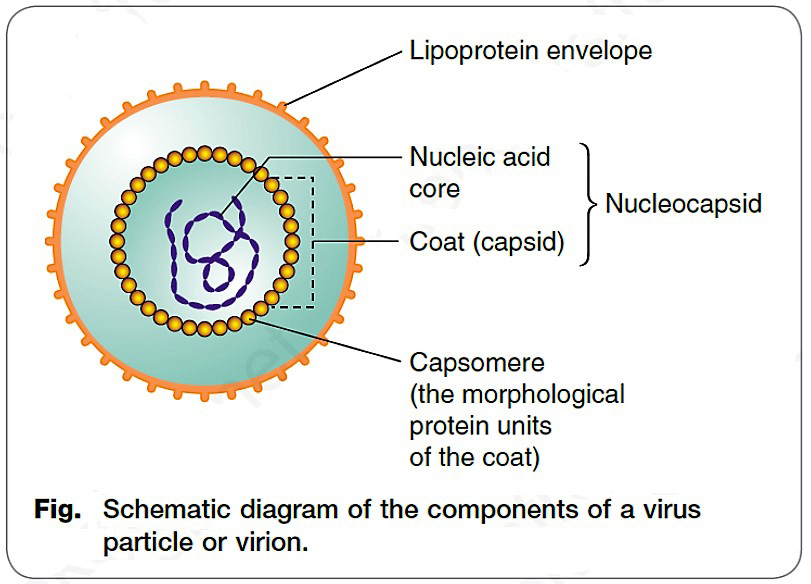 Lipoprotein envelope
Nucleic acid
core
Nucleocapsid
Coat (capsid)
Capsomere
(the morphological
protein units
of the coat)
Fig. Schematic diagram of the components of a virus
particle or virion.